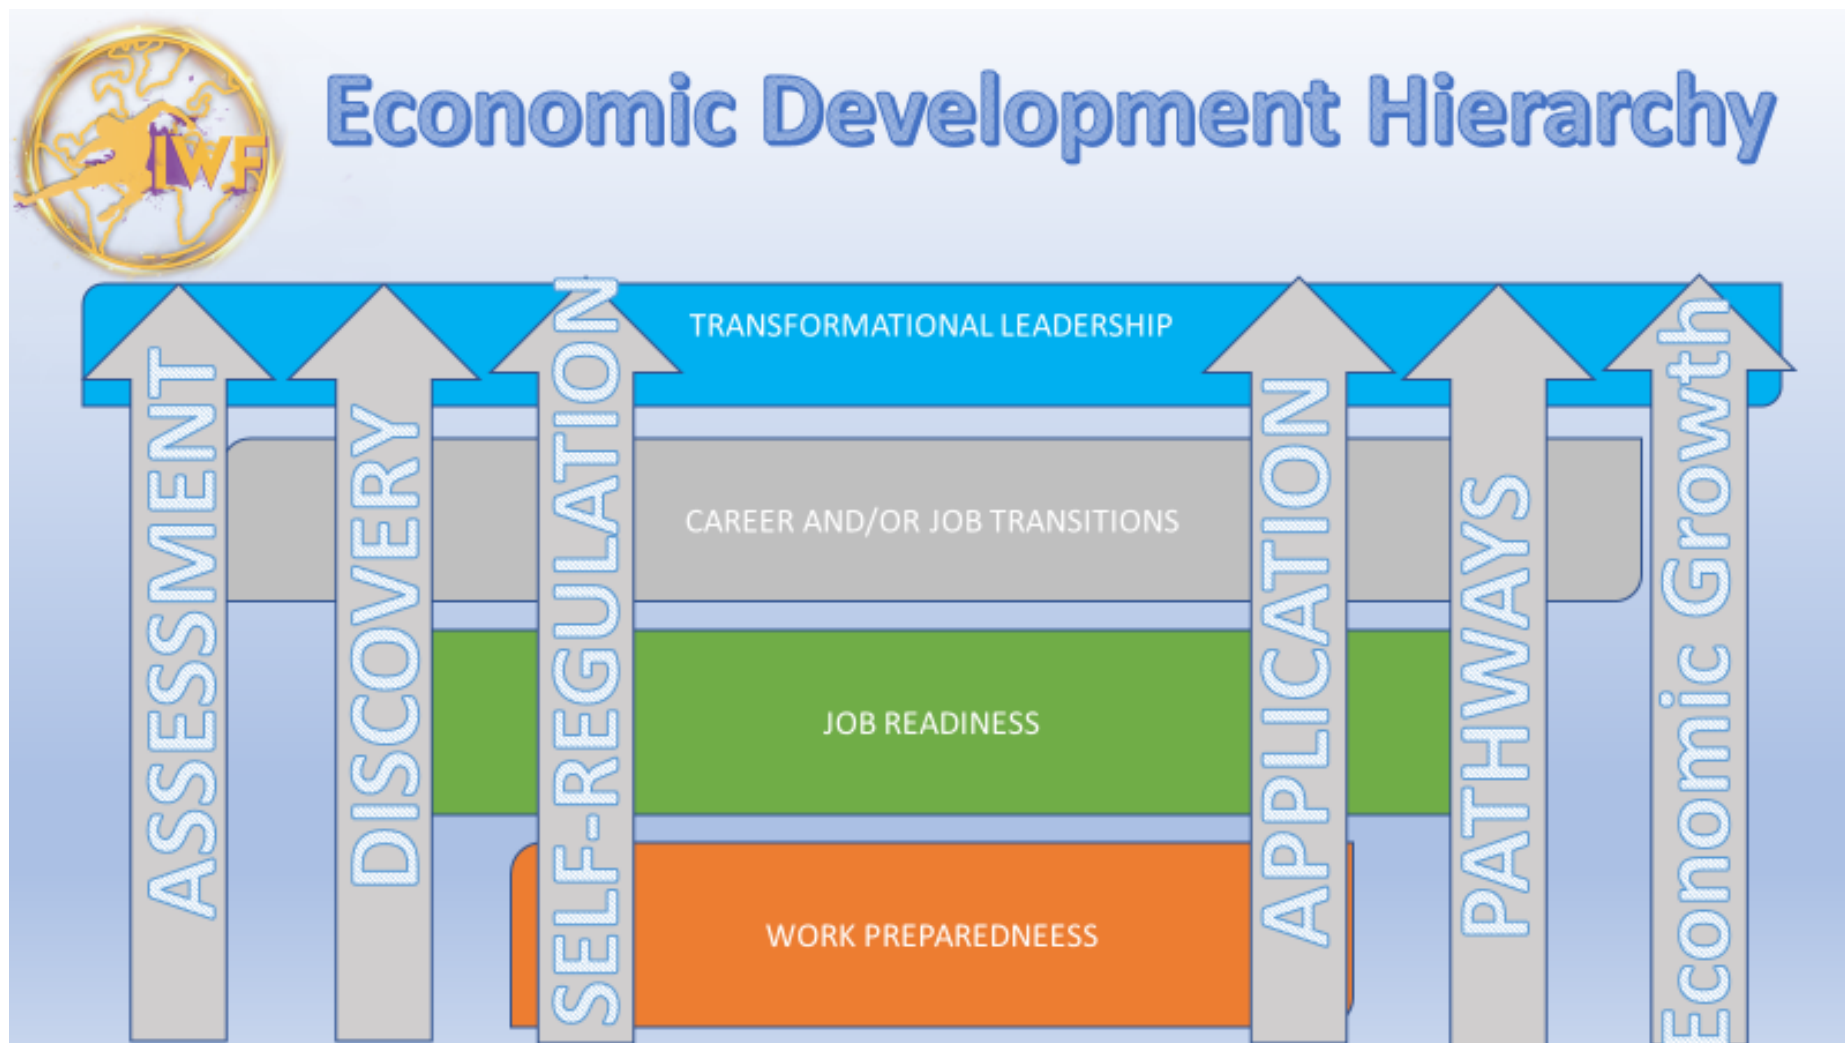 IWF
Economic Development Hierarchy
TRANSFORMATIONAL LEADERSHIP
CAREER AND/OR JOB TRANSITIONS
JOB READINESS
WORK PREPAREDNEESS
ASSESSMENT
DISCOVERY
SELF-REGULATION
APPLICATION
PATHWAYS
Economic Growth